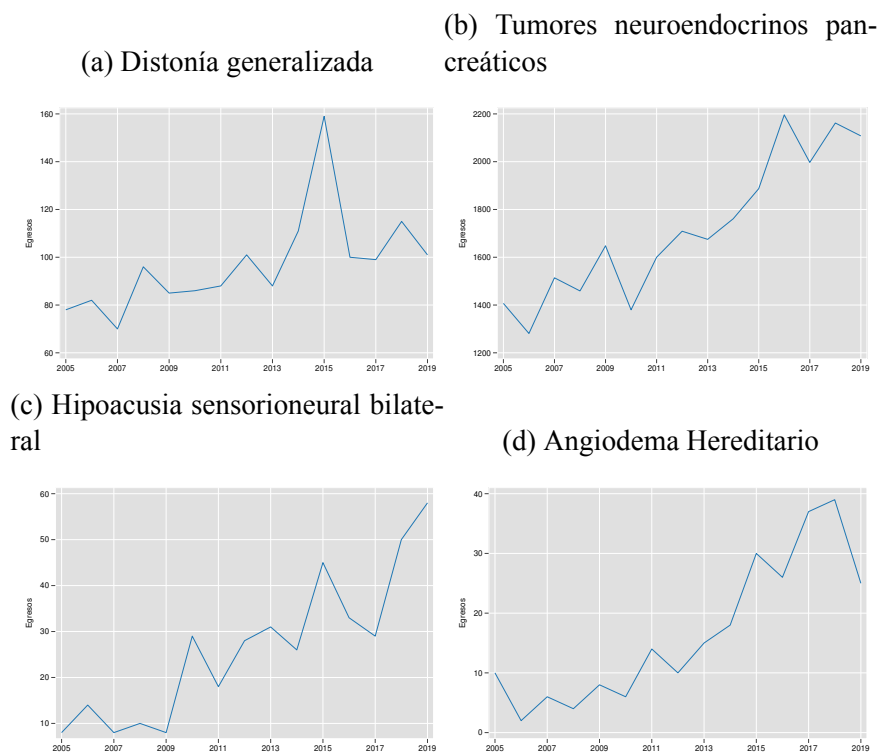 (a) Distonía generalizada
(b) Tumores neuroendocrinos pan-
creáticos
160
140
120
100
80
60
Egresos
2005 2007 2009 2011 2013 2015 2017 2019
2200
2000
1800
1600
1400
1200
Egresos
2005 2007 2009 2011 2013 2015 2017 2019
(c) Hipoacusia sensorioneural bilate-
ral
(d) Angiodema Hereditario
60
50
40
30
20
10
Egresos
2005 2007 2009 2011 2013 2015 2017 2019
40
30
20
10
0
Egresos
2005 2007 2009 2011 2013 2015 2017 2019